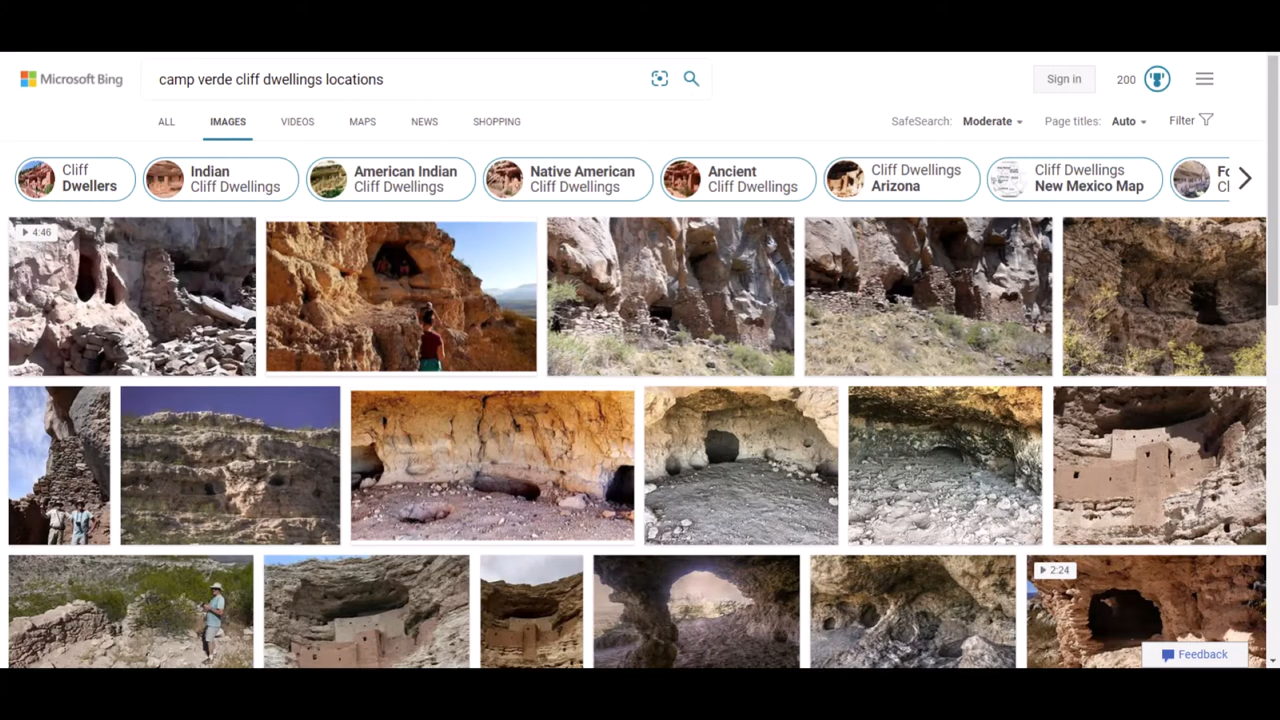 Microsoft Bing
camp verde cliff dwellings locations
Sign in
200
ALL
IMAGES
VIDEOS
MAPS
NEWS
SHOPPING
SafeSearch: Moderate
Page titles: Auto
Filter
Cliff
Dwellers
Indian
Cliff Dwellings
American Indian
Cliff Dwellings
Native American
Cliff Dwellings
Ancient
Cliff Dwellings
Cliff Dwellings
Arizona
Cliff Dwellings
New Mexico Map
4:46
2:24
Feedback